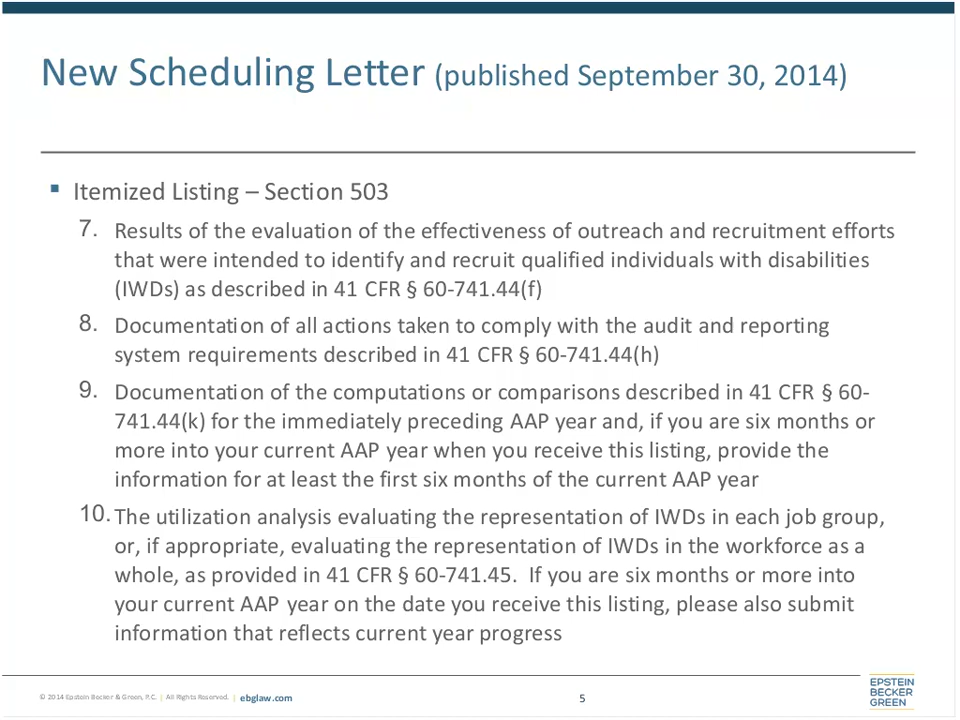 New Scheduling Letter (published September 30, 2014)
▪ Itemized Listing – Section 503
7. Results of the evaluation of the effectiveness of outreach and recruitment efforts
that were intended to identify and recruit qualified individuals with disabilities
(IWDs) as described in 41 CFR § 60-741.44(f)
8. Documentation of all actions taken to comply with the audit and reporting
system requirements described in 41 CFR § 60-741.44(h)
9. Documentation of the computations or comparisons described in 41 CFR § 60-
741.44(k) for the immediately preceding AAP year and, if you are six months or
more into your current AAP year when you receive this listing, provide the
information for at least the first six months of the current AAP year
10. The utilization analysis evaluating the representation of IWDs in each job group,
or, if appropriate, evaluating the representation of IWDs in the workforce as a
whole, as provided in 41 CFR § 60-741.45. If you are six months or more into
your current AAP year on the date you receive this listing, please also submit
information that reflects current year progress
© 2014 Epstein Becker & Green, P.C. | All Rights Reserved. | ebglaw.com
5
EPSTEIN
BECKER
GREEN